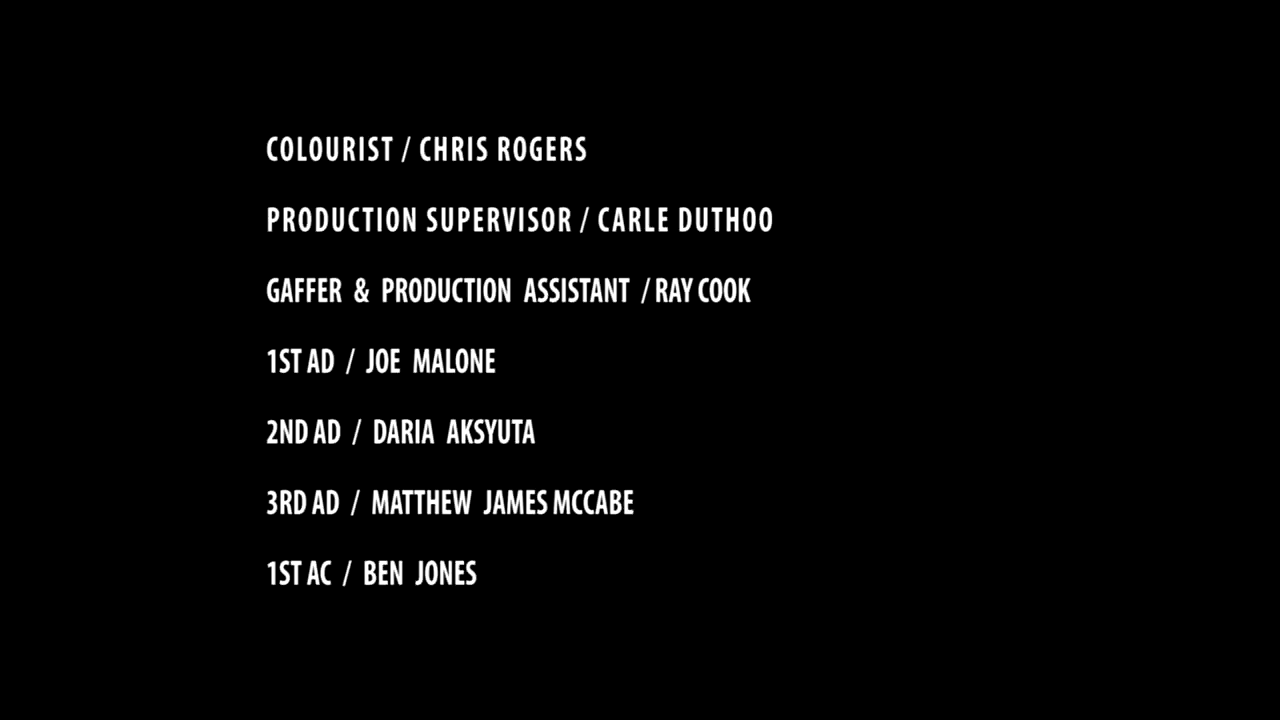 COLOURIST / CHRIS ROGERS
PRODUCTION SUPERVISOR / CARLE DUTHOO
GAFFER & PRODUCTION ASSISTANT / RAY COOK
1ST AD / JOE MALONE
2ND AD / DARIA AKSYUTA
3RD AD / MATTHEW JAMES MCCABE
1ST AC / BEN JONES